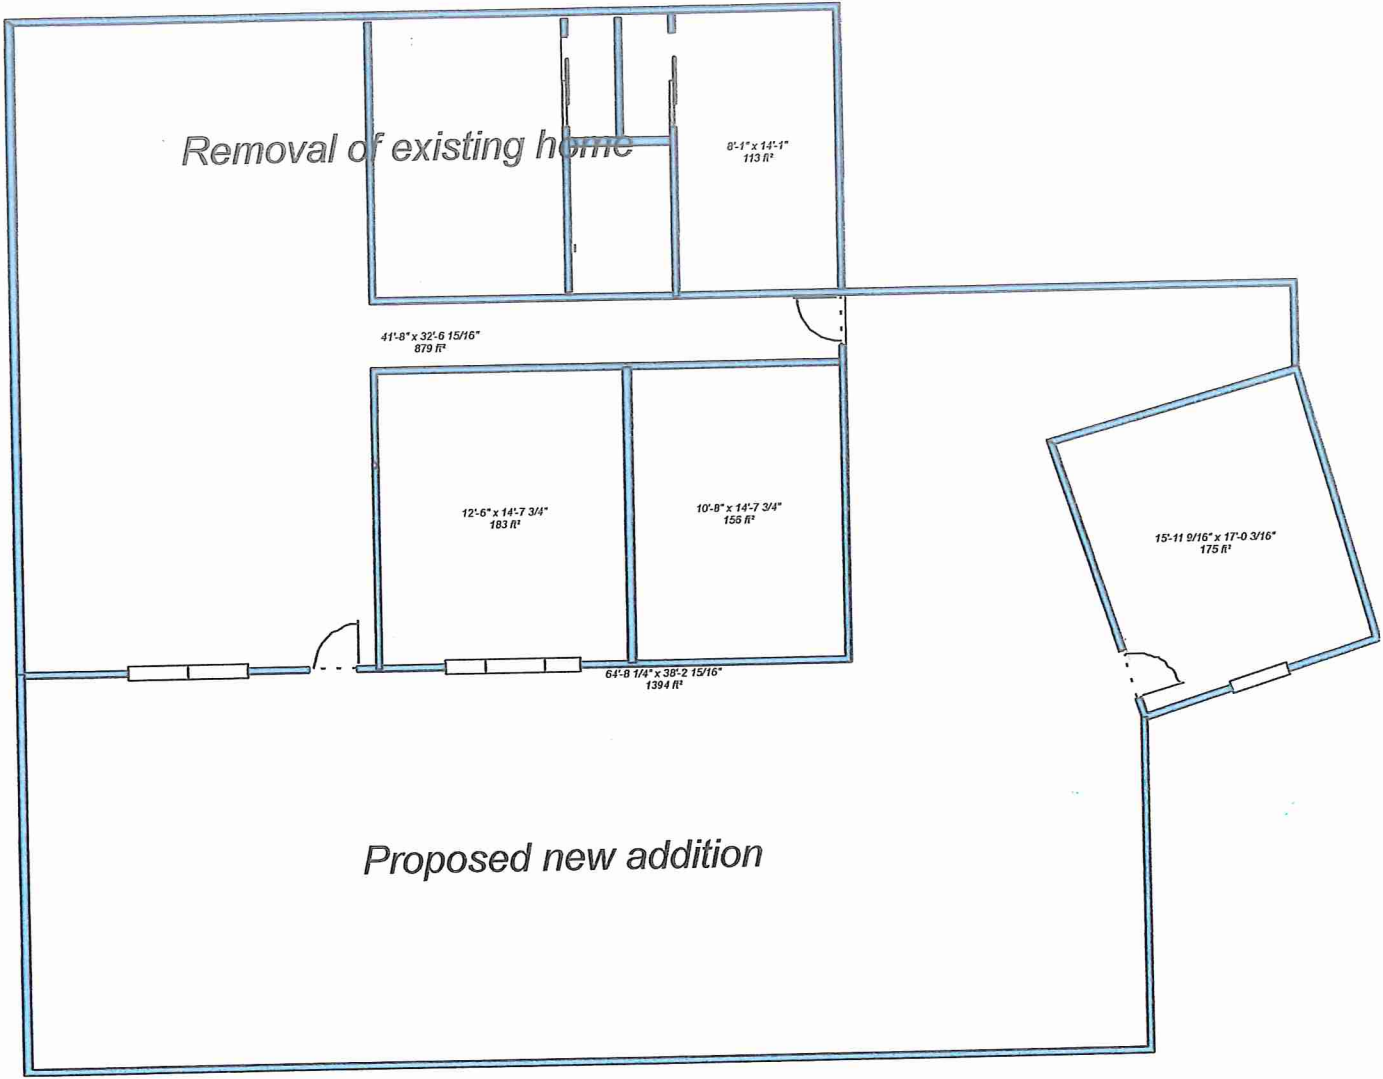 Removal of existing home
8'-1" x 14'-1"
113 ft²
41'-8" x 32'-6 15/16"
879 ft²
12'-6" x 14'-7 3/4"
183 ft²
10'-8" x 14'-7 3/4"
156 ft²
15'-11 9/16" x 17'-0 3/16"
175 ft²
64'-8 1/4" x 38'-2 15/16"
1394 ft²
Proposed new addition